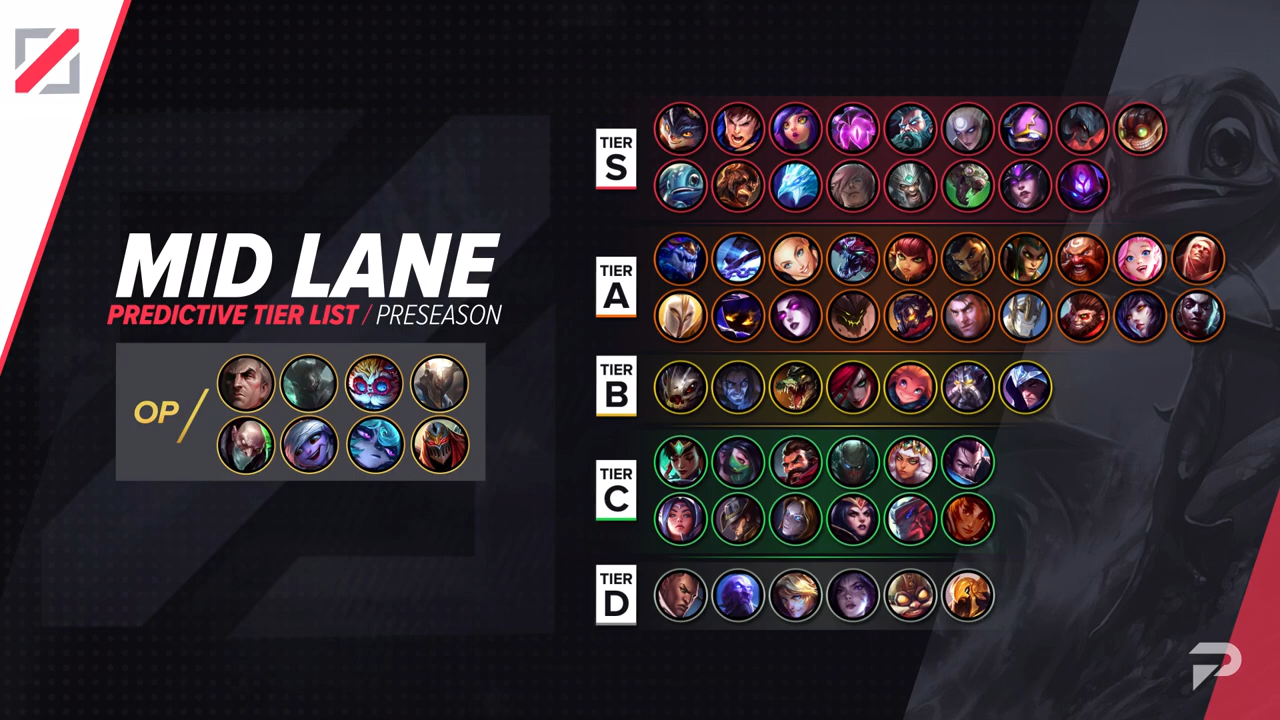 MID LANE
PREDICTIVE TIER LIST / PRESEASON
OP /
TIER
S
TIER
A
TIER
B
TIER
C
TIER
D